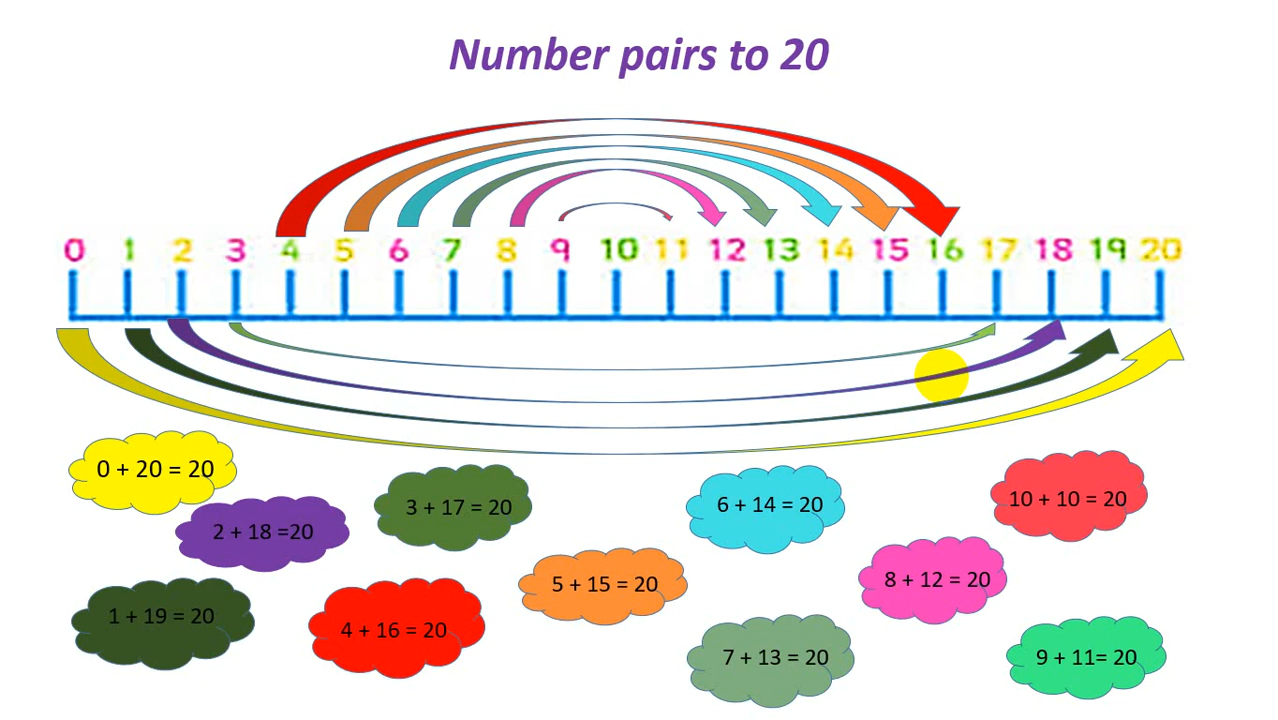 Number pairs to 20
0 1 2 3 4 5 6 7 8 9 10 11 12 13 14 15 16 17 18 19 20
0 + 20 = 20
2 + 18 =20
1 + 19 = 20
3 + 17 = 20
4 + 16 = 20
5 + 15 = 20
6 + 14 = 20
7 + 13 = 20
8 + 12 = 20
10 + 10 = 20
9 + 11= 20